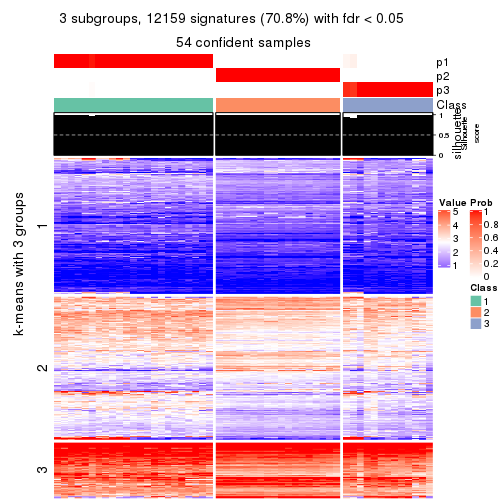 3 subgroups, 12159 signatures (70.8%) with fdr < 0.05
54 confident samples
p1
p2
p3
Class
1
0.5
0
silhouette
Silhouette
score
k-means with 3 groups
1
2
3
Value
5
4
3
2
1
Prob
1
0.8
0.6
0.4
0.2
0
Class
1
2
3